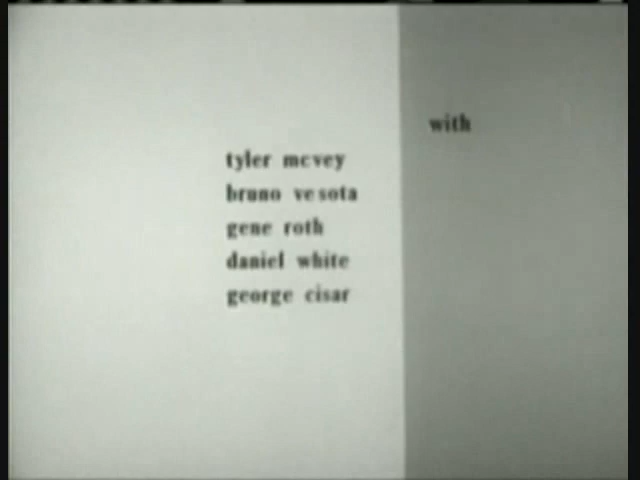 with
tyler mcvey
bruno vesota
gene roth
daniel white
george cisar